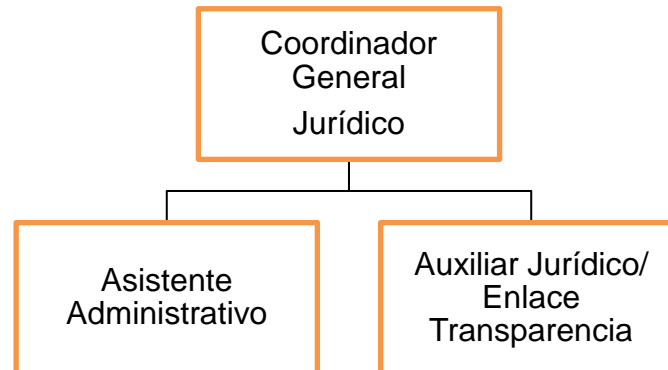 Coordinador
General
Jurídico
Asistente
Administrativo
Auxiliar Jurídico/
Enlace
Transparencia